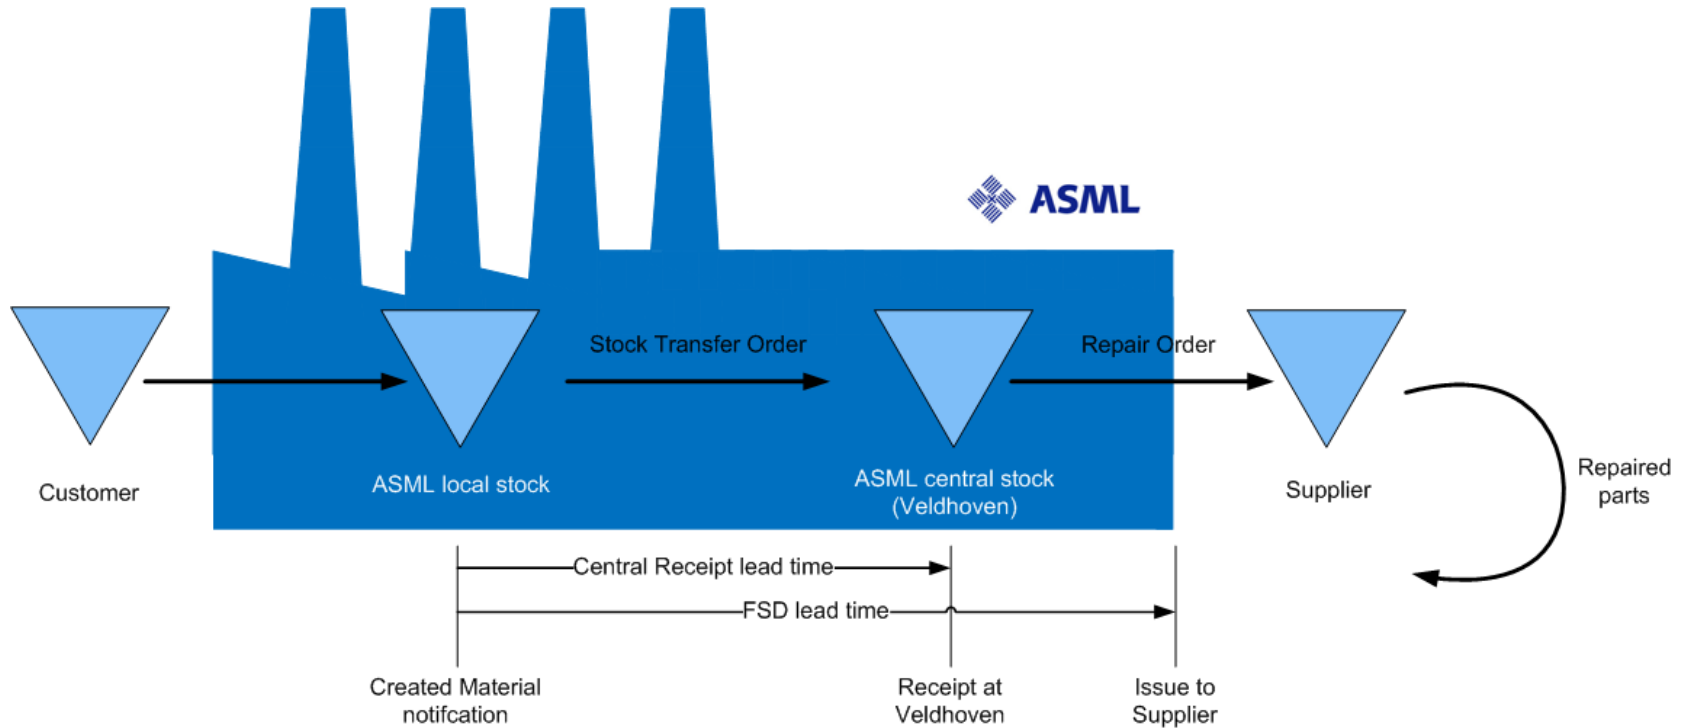 ASML
Stock Transfer Order
Repair Order
Customer
ASML local stock
ASML central stock
(Veldhoven)
Supplier
Repaired
parts
Central Receipt lead time
FSD lead time
Created Material
notifcation
Receipt at
Veldhoven
Issue to
Supplier